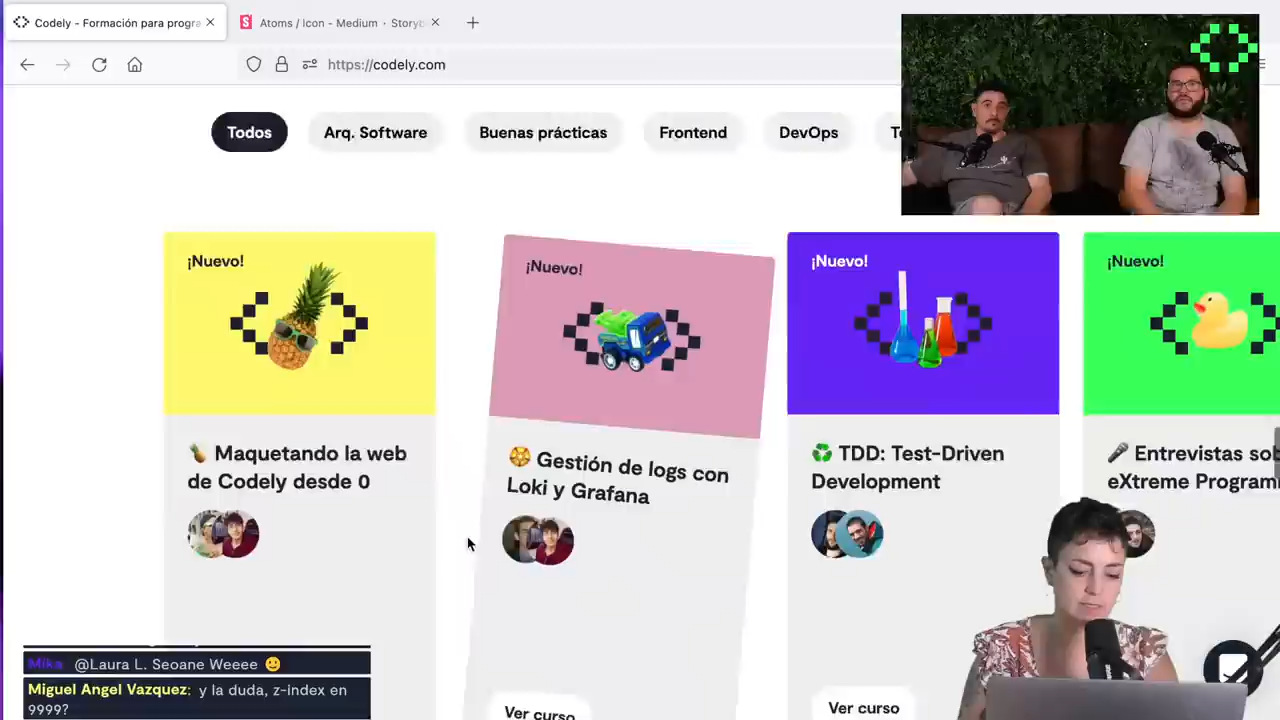 Codely - Formación para progra
Atoms / Icon - Medium · Storyb
https://codely.com
Todos
Arq. Software
Buenas prácticas
Frontend
DevOps
¡Nuevo!
¡Nuevo!
¡Nuevo!
¡Nuevo!
🍍 Maquetando la web
de Codely desde 0
🛞 Gestión de logs con
Loki y Grafana
♻️ TDD: Test-Driven
Development
🎤 Entrevistas sob
eXtreme Program
Ver curso
Ver curso
Mika @Laura L. Seoane Weeee 🙂
Miguel Angel Vazquez: y la duda, z-index en
9999?